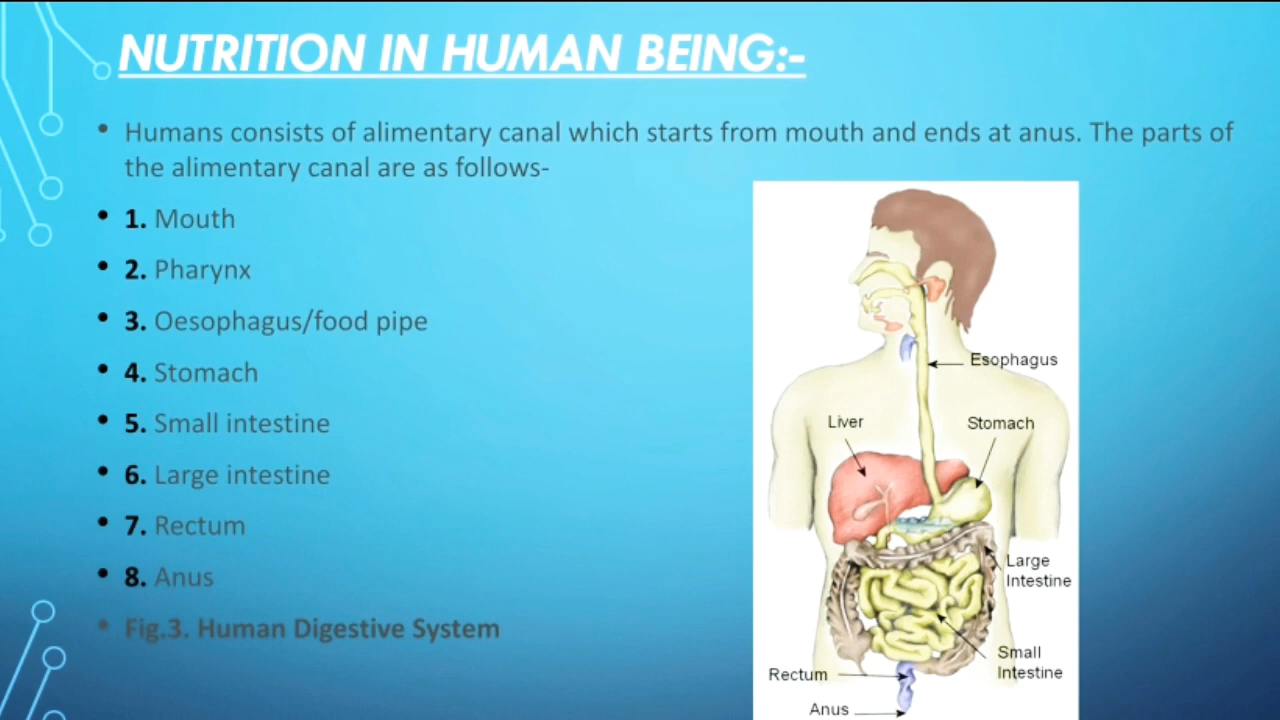 NUTRITION IN HUMAN BEING:-
• Humans consists of alimentary canal which starts from mouth and ends at anus. The parts of
the alimentary canal are as follows-
• 1. Mouth
• 2. Pharynx
• 3. Oesophagus/food pipe
• 4. Stomach
• 5. Small intestine
• 6. Large intestine
• 7. Rectum
• 8. Anus
• Fig.3. Human Digestive System
Esophagus
Liver
Stomach
Large
Intestine
Small
Intestine
Rectum
Anus